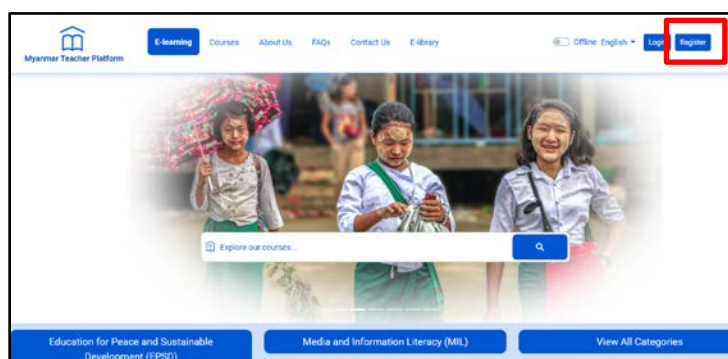 Myanmar Teacher Platform
E-learning Courses About Us FAQs Contact Us E-library Offline English Login Register
Explore our courses...
Education for Peace and Sustainable Development (EPSD)
Media and Information Literacy (MIL)
View All Categories